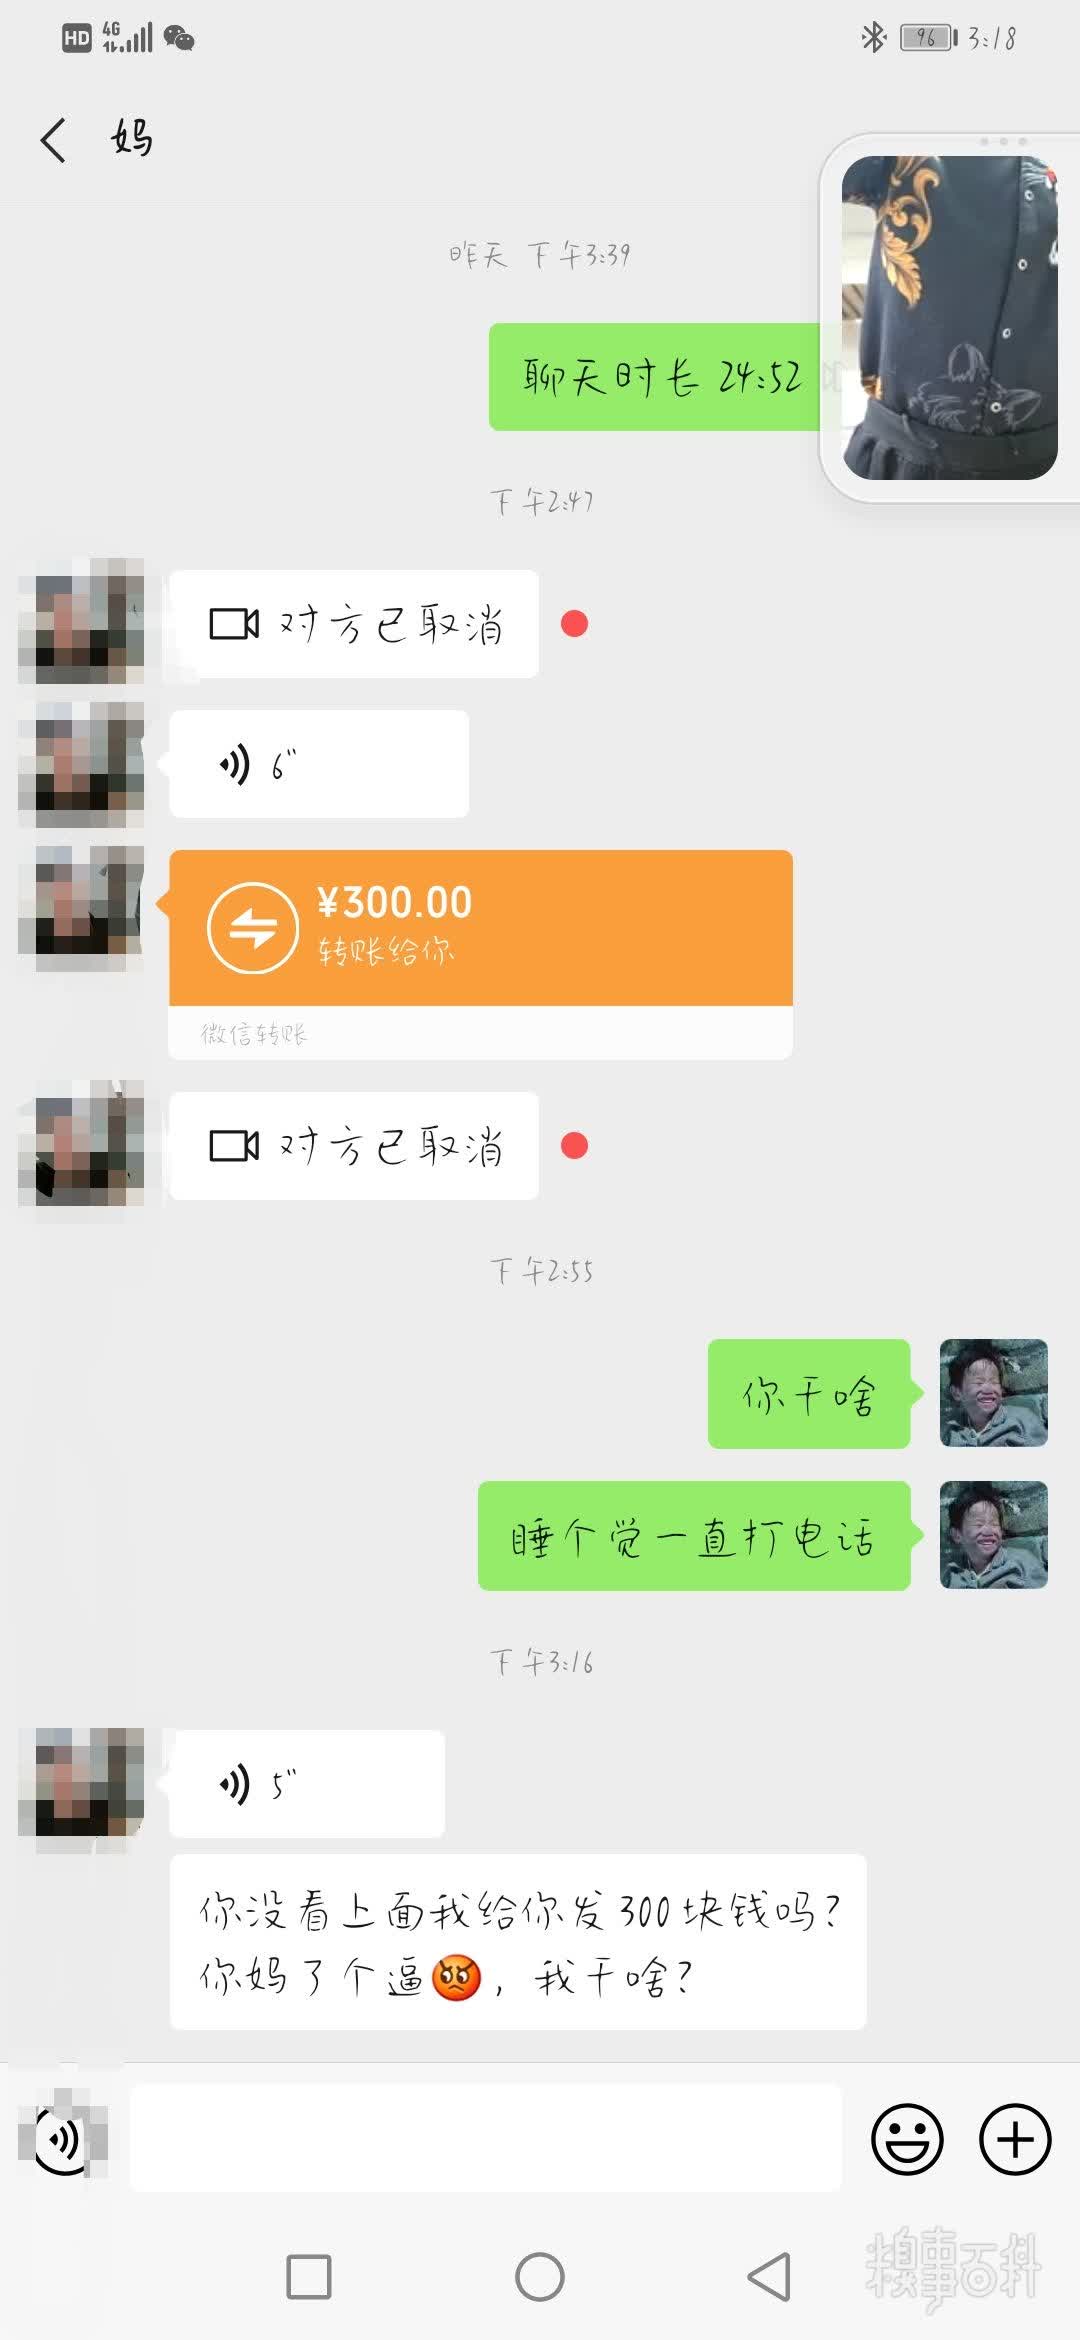 HD 4G 96 3:18
妈
昨天 下午3:39
聊天时长 24:52
下午2:47
对方已取消
6"
¥300.00
转账给你
微信转账
对方已取消
下午2:55
你干啥
睡个觉一直打电话
下午3:16
5"
你没看上面我给你发300块钱吗?
你妈了个逼😡，我干啥?
糗事百科